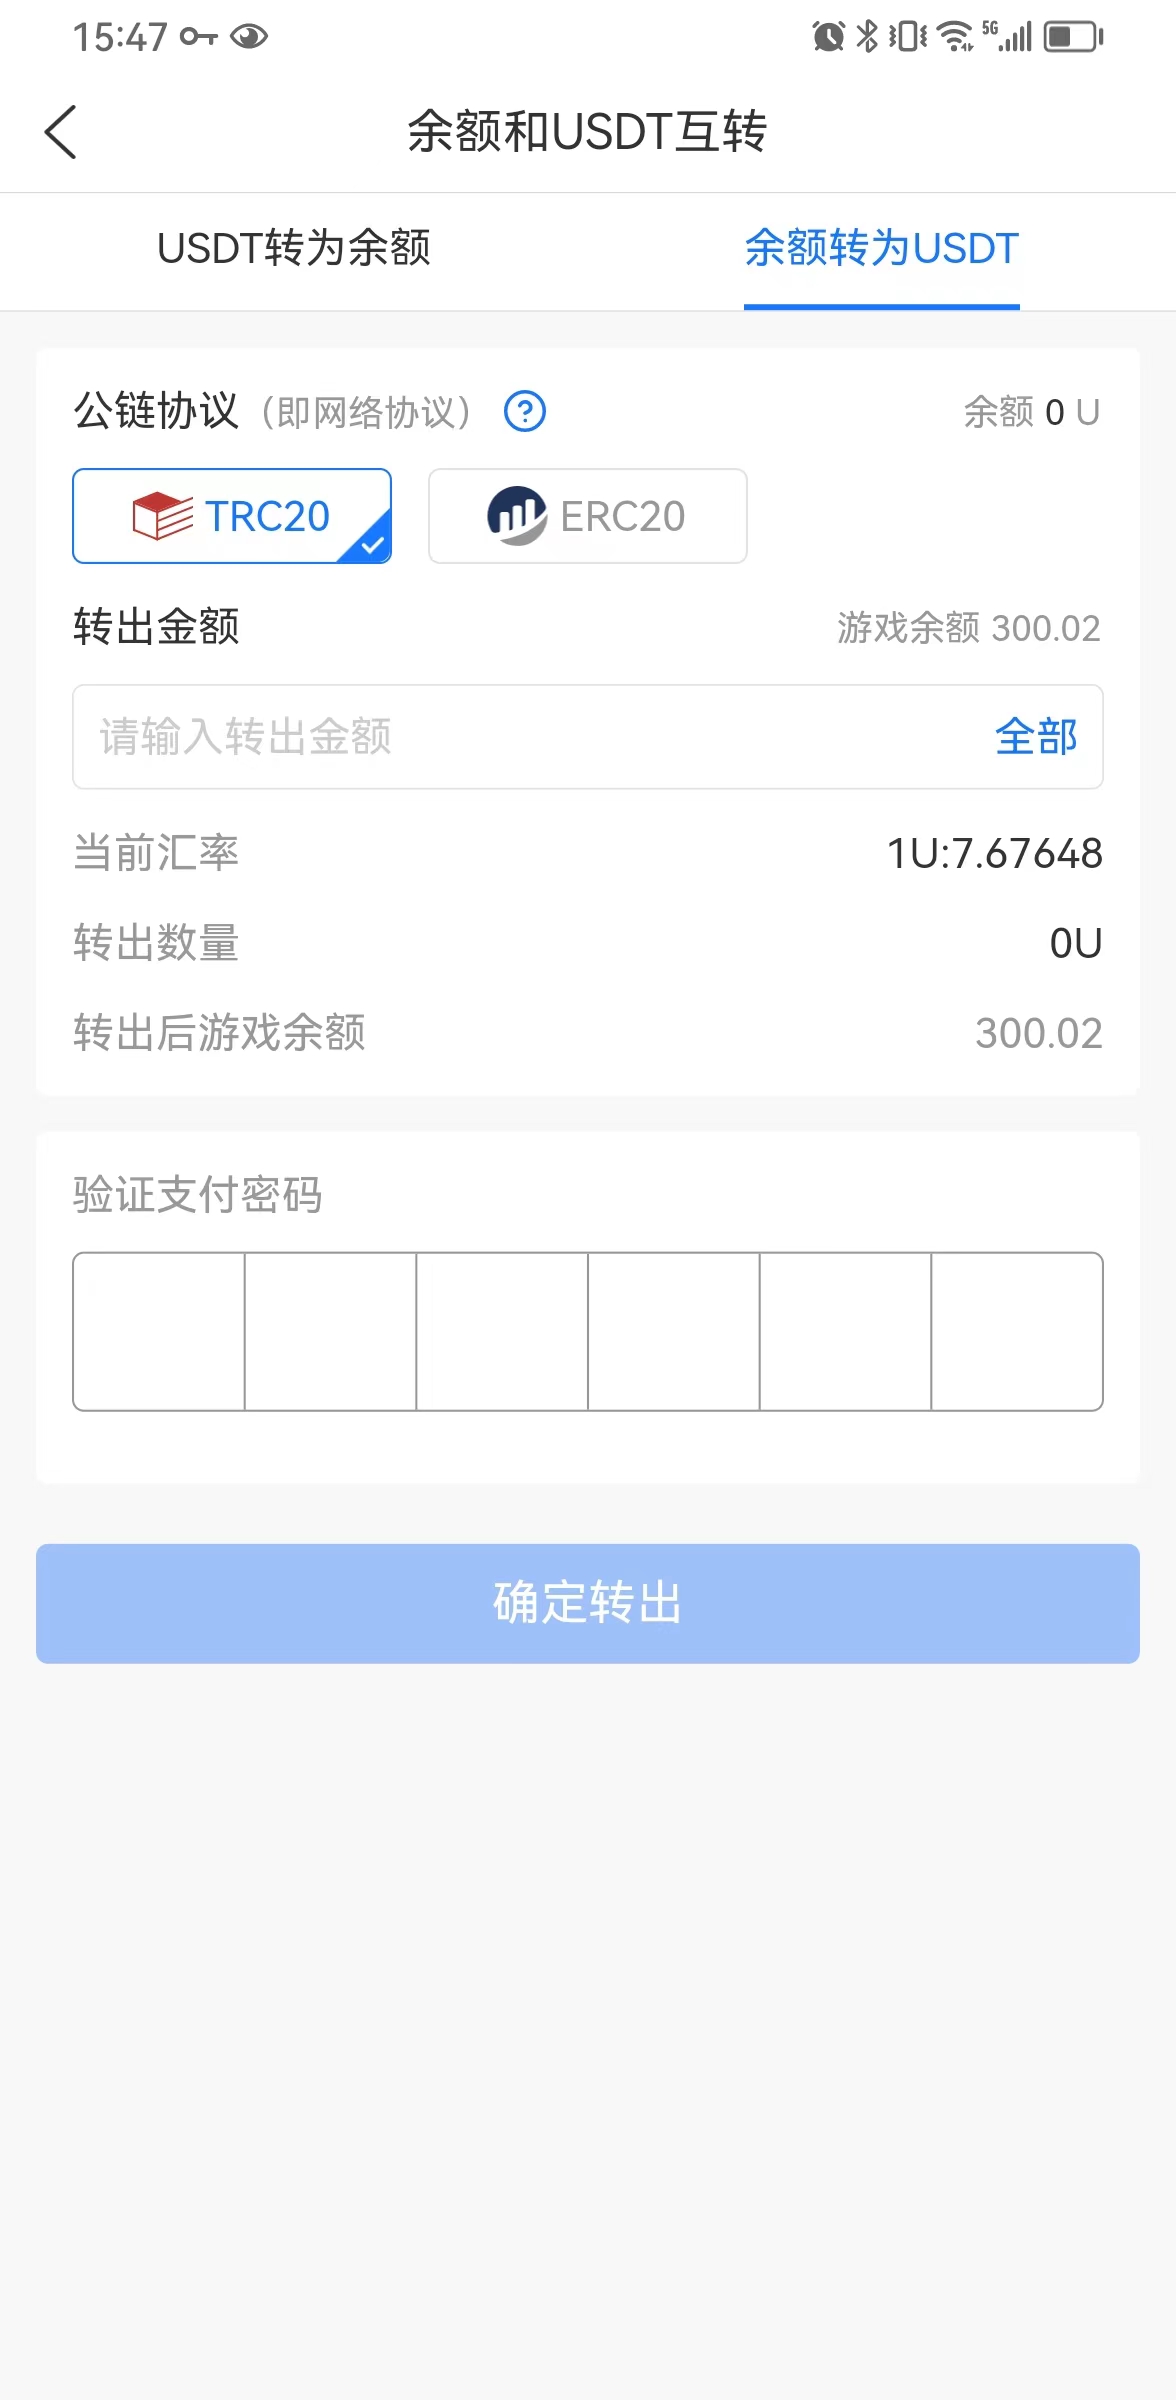 15:47 5G
余额和USDT互转
USDT转为余额 余额转为USDT
公链协议（即网络协议） ? 余额 0 U
TRC20 ERC20
转出金额 游戏余额 300.02
请输入转出金额 全部
当前汇率 1U:7.67648
转出数量 0U
转出后游戏余额 300.02
验证支付密码
确定转出